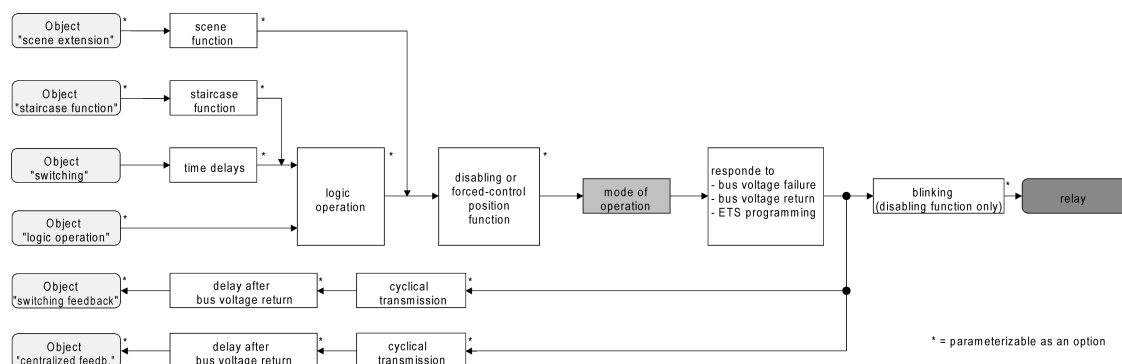 Object
"scene extension"
*
scene
function
*
Object
"staircase function"
*
staircase
function
*
Object
"switching"
time delays
*
logic
operation
*
disabling or
forced-control
position
function
*
mode of
operation
responde to
- bus voltage failure
- bus voltage return
- ETS programming
blinking
(disabling function only)
*
relay
Object
"logic operation"
*
Object
"switching feedback"
*
delay after
bus voltage return
*
cyclical
transmission
*
Object
"centralized feedb."
*
delay after
bus voltage return
*
cyclical
transmission
*
* = parameterizable as an option